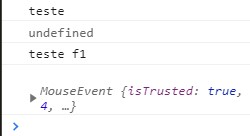 teste
undefined
teste f1
MouseEvent {isTrusted: true,
4, …}